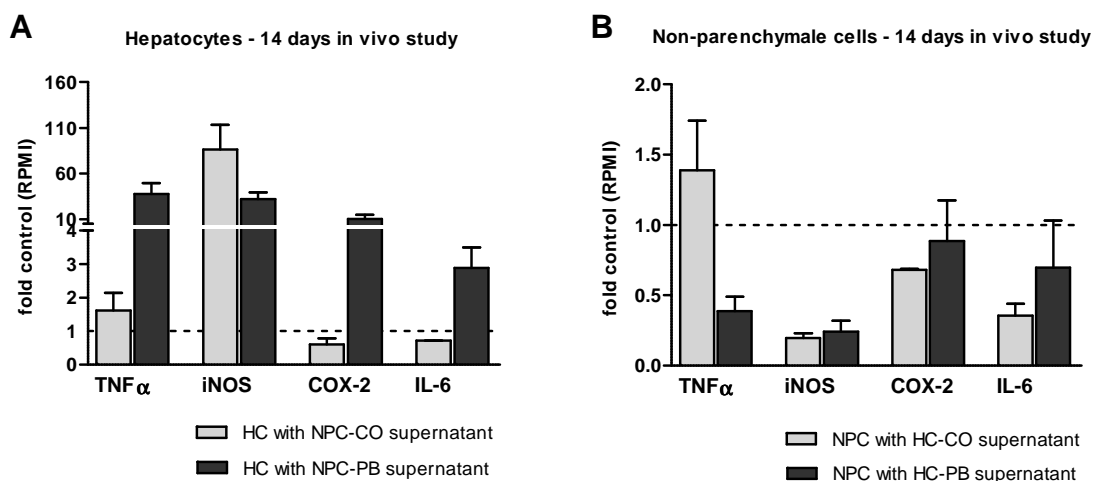 A
Hepatocytes - 14 days in vivo study
fold control (RPMI)
160
110
60
10
4
3
2
1
0
TNFα iNOS COX-2 IL-6
HC with NPC-CO supernatant
HC with NPC-PB supernatant
B
Non-parenchymale cells - 14 days in vivo study
fold control (RPMI)
2.0
1.5
1.0
0.5
0.0
TNFα iNOS COX-2 IL-6
NPC with HC-CO supernatant
NPC with HC-PB supernatant